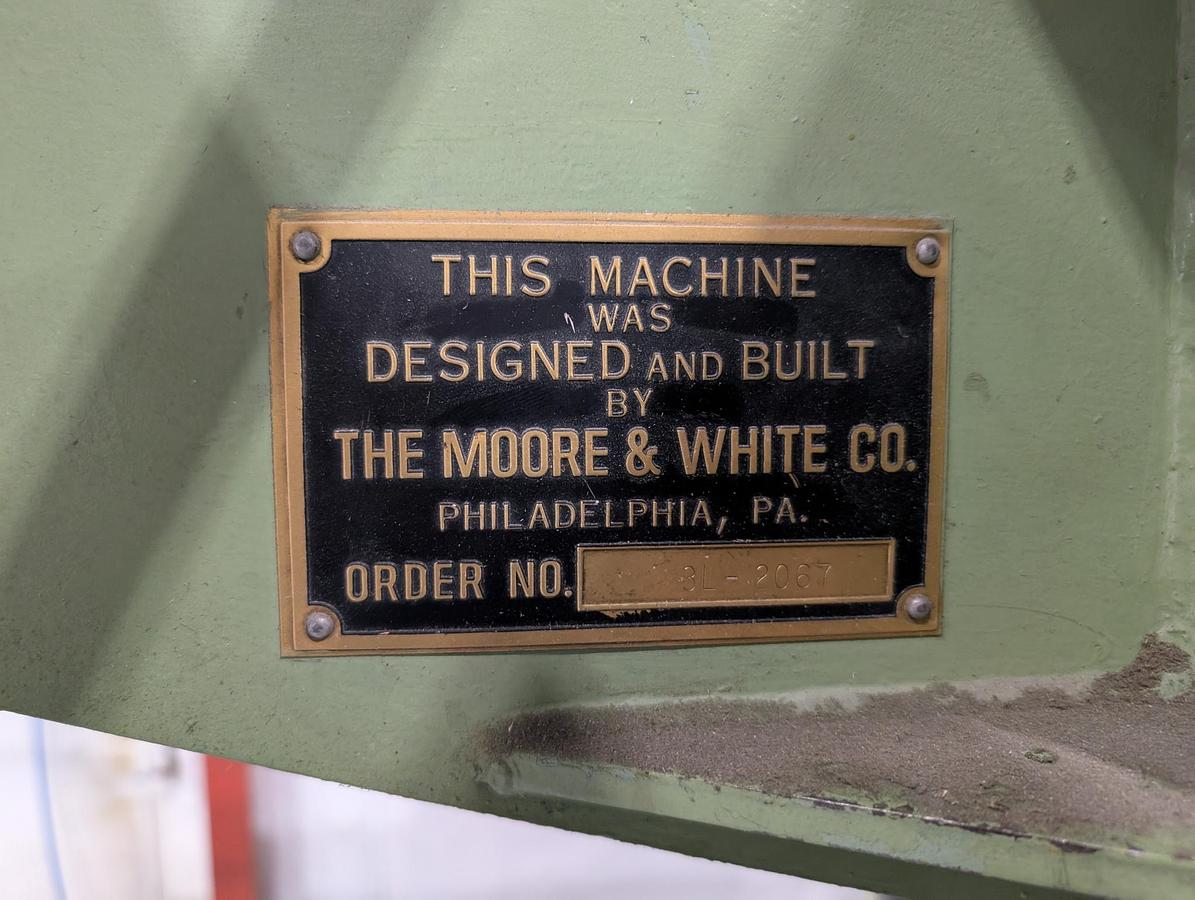 THIS MACHINE
WAS
DESIGNED AND BUILT
BY
THE MOORE & WHITE CO.
PHILADELPHIA, PA.
ORDER NO. 3L-2067